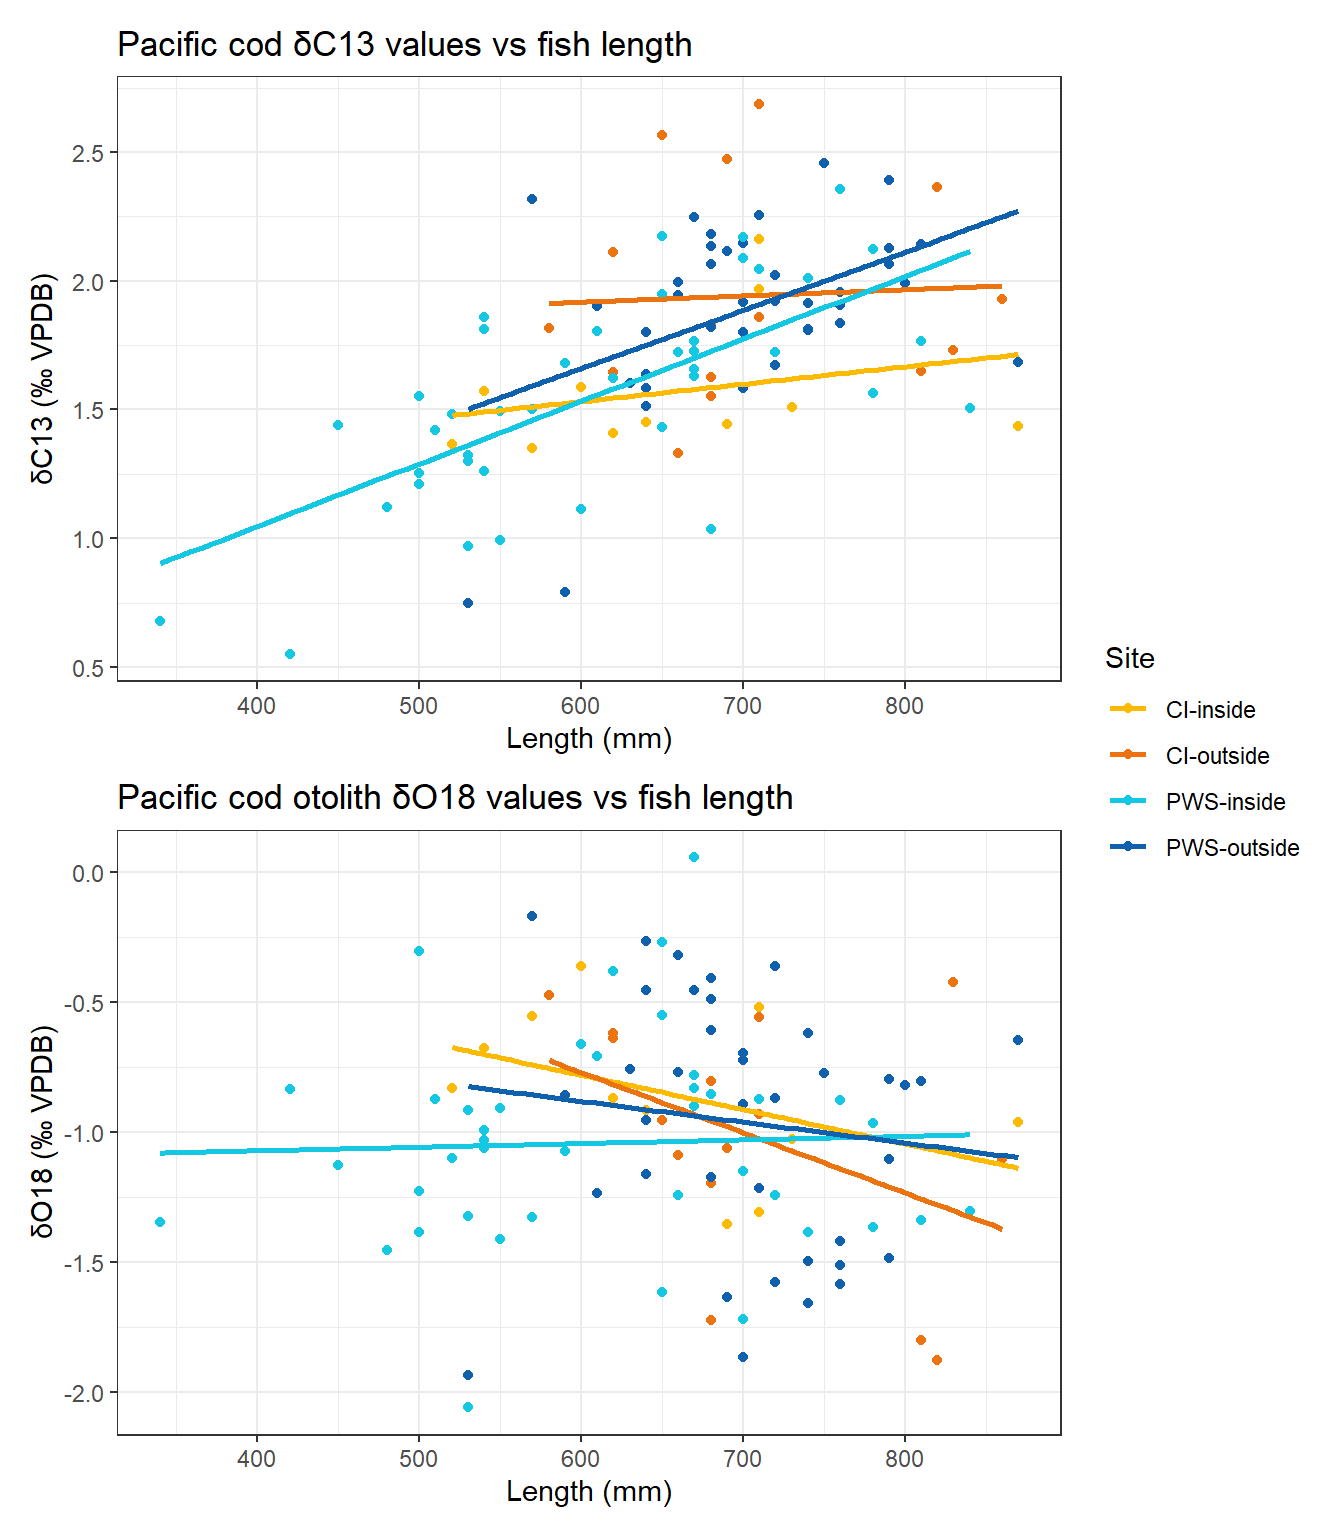 Pacific cod δC13 values vs fish length
2.5
2.0
1.5
1.0
0.5
δC13 (‰ VPDB)
400 500 600 700 800
Length (mm)
Pacific cod otolith δO18 values vs fish length
0.0
-0.5
-1.0
-1.5
-2.0
δO18 (‰ VPDB)
400 500 600 700 800
Length (mm)
Site
CI-inside
CI-outside
PWS-inside
PWS-outside